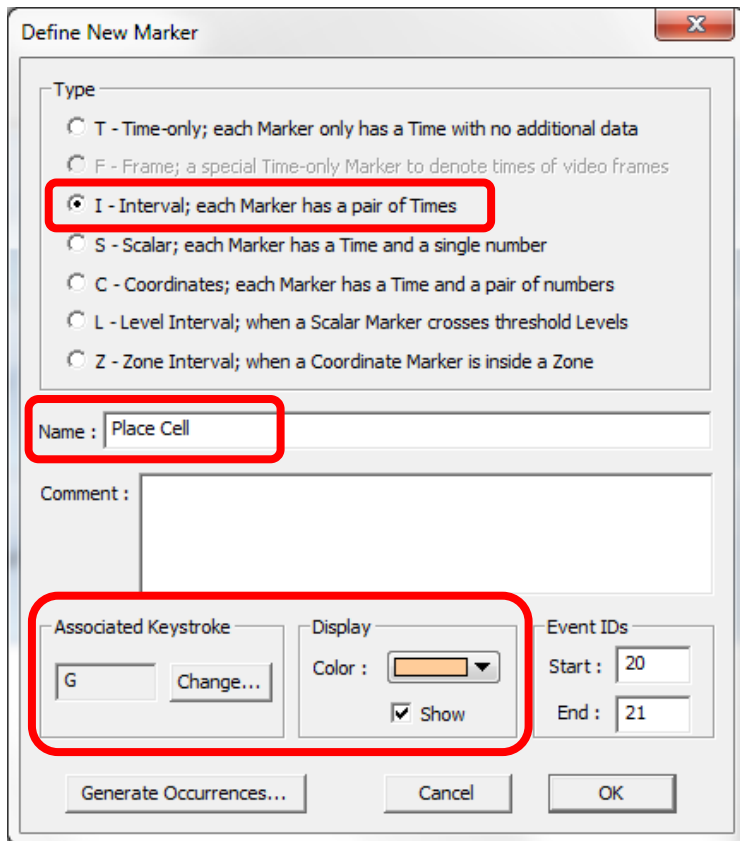 Define New Marker
Type
T - Time-only; each Marker only has a Time with no additional data
F - Frame; a special Time-only Marker to denote times of video frames
I - Interval; each Marker has a pair of Times
S - Scalar; each Marker has a Time and a single number
C - Coordinates; each Marker has a Time and a pair of numbers
L - Level Interval; when a Scalar Marker crosses threshold Levels
Z - Zone Interval; when a Coordinate Marker is inside a Zone
Name : Place Cell
Comment :
Associated Keystroke
G Change...
Display
Color :
Show
Event IDs
Start : 20
End : 21
Generate Occurrences... Cancel OK